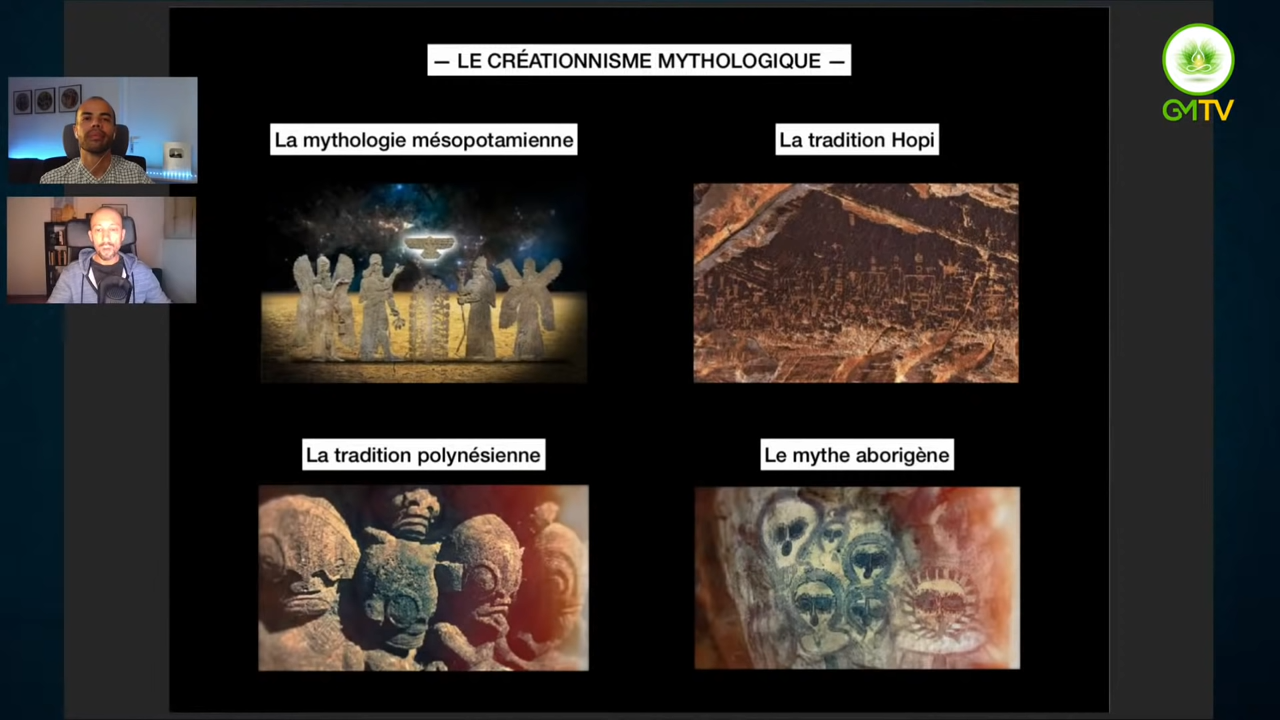 — LE CRÉATIONNISME MYTHOLOGIQUE —
GMTV
La mythologie mésopotamienne
La tradition Hopi
La tradition polynésienne
Le mythe aborigène